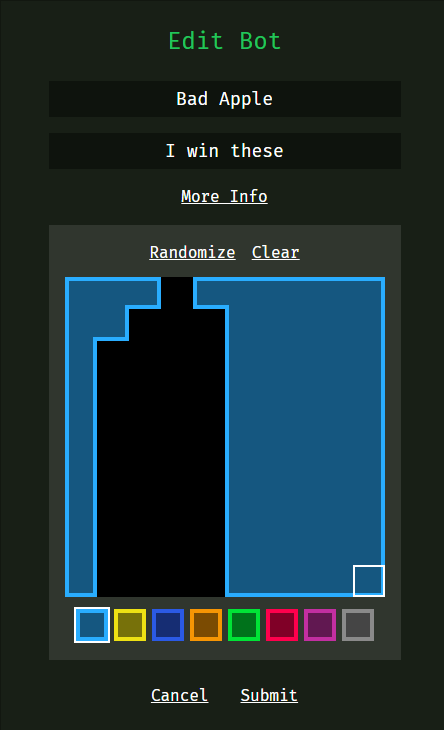 Edit Bot
Bad Apple
I win these
More Info
Randomize Clear
Cancel Submit